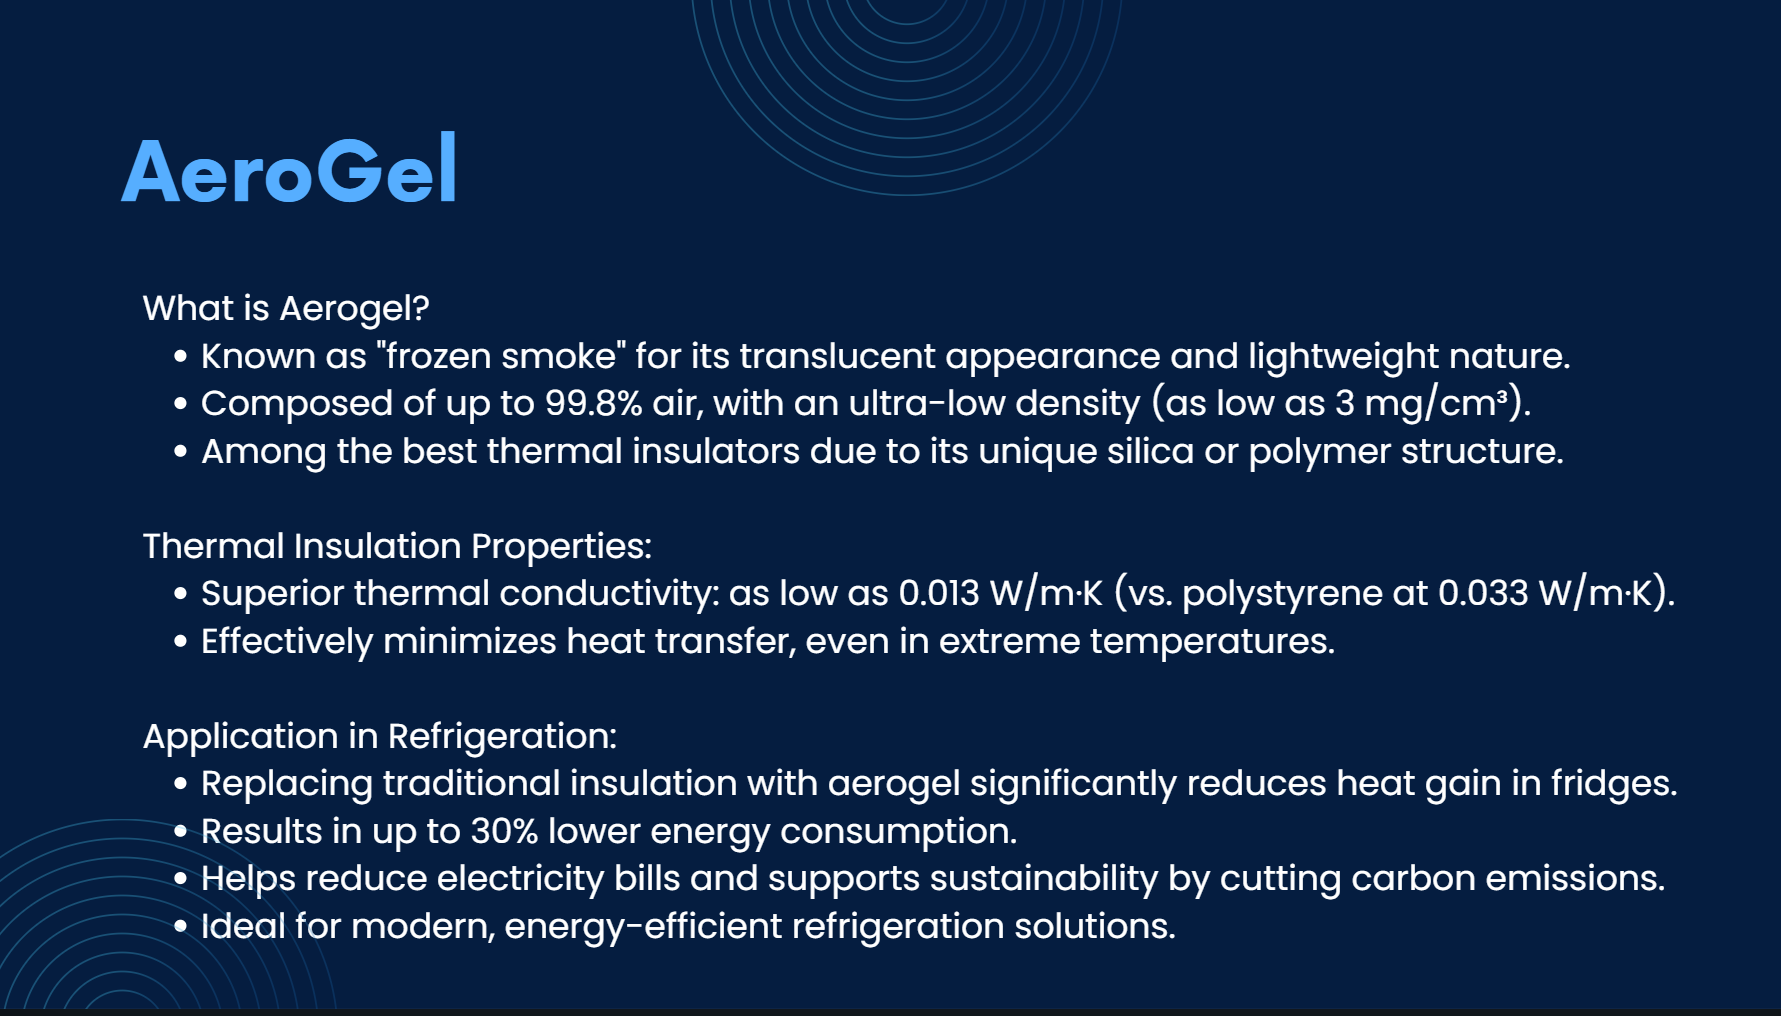 AeroGel
What is Aerogel?
• Known as "frozen smoke" for its translucent appearance and lightweight nature.
• Composed of up to 99.8% air, with an ultra-low density (as low as 3 mg/cm³).
• Among the best thermal insulators due to its unique silica or polymer structure.
Thermal Insulation Properties:
• Superior thermal conductivity: as low as 0.013 W/m·K (vs. polystyrene at 0.033 W/m·K).
• Effectively minimizes heat transfer, even in extreme temperatures.
Application in Refrigeration:
• Replacing traditional insulation with aerogel significantly reduces heat gain in fridges.
• Results in up to 30% lower energy consumption.
• Helps reduce electricity bills and supports sustainability by cutting carbon emissions.
• Ideal for modern, energy-efficient refrigeration solutions.